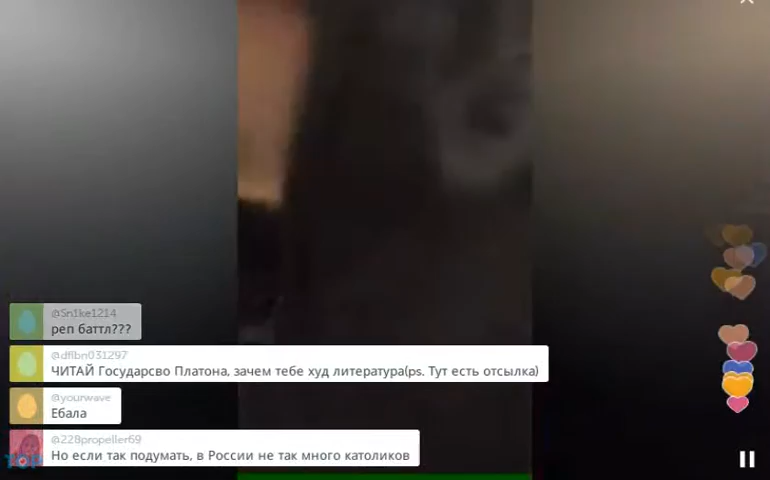 @Sn1ke1214
реп баттл???
@dflbn031297
ЧИТАЙ Государсво Платона, зачем тебе худ литература(ps. Тут есть отсылка)
@yourwave
Ебала
@228propeller69
Но если так подумать, в России не так много католиков